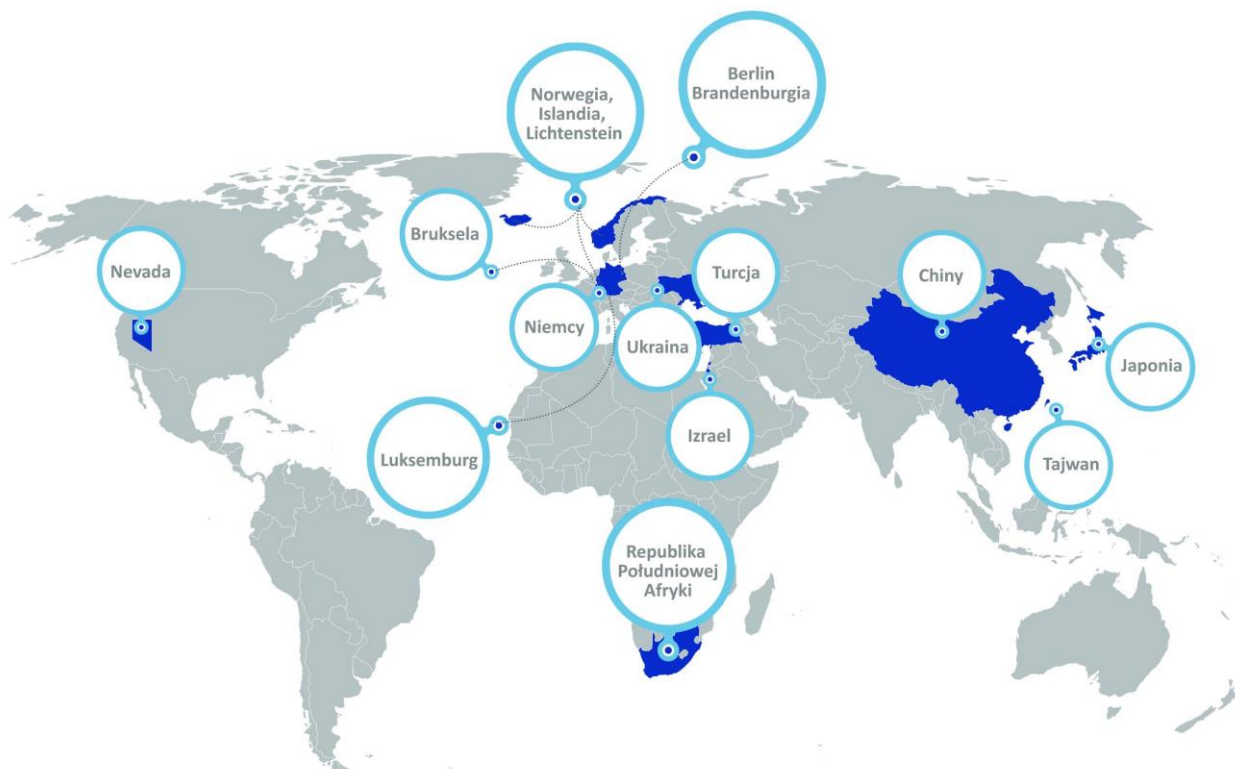 Berlin
Brandenburgia
Norwegia,
Islandia,
Lichtenstein
Bruksela
Nevada
Turcja
Chiny
Niemcy
Ukraina
Japonia
Izrael
Luksemburg
Tajwan
Republika
Południowej
Afryki